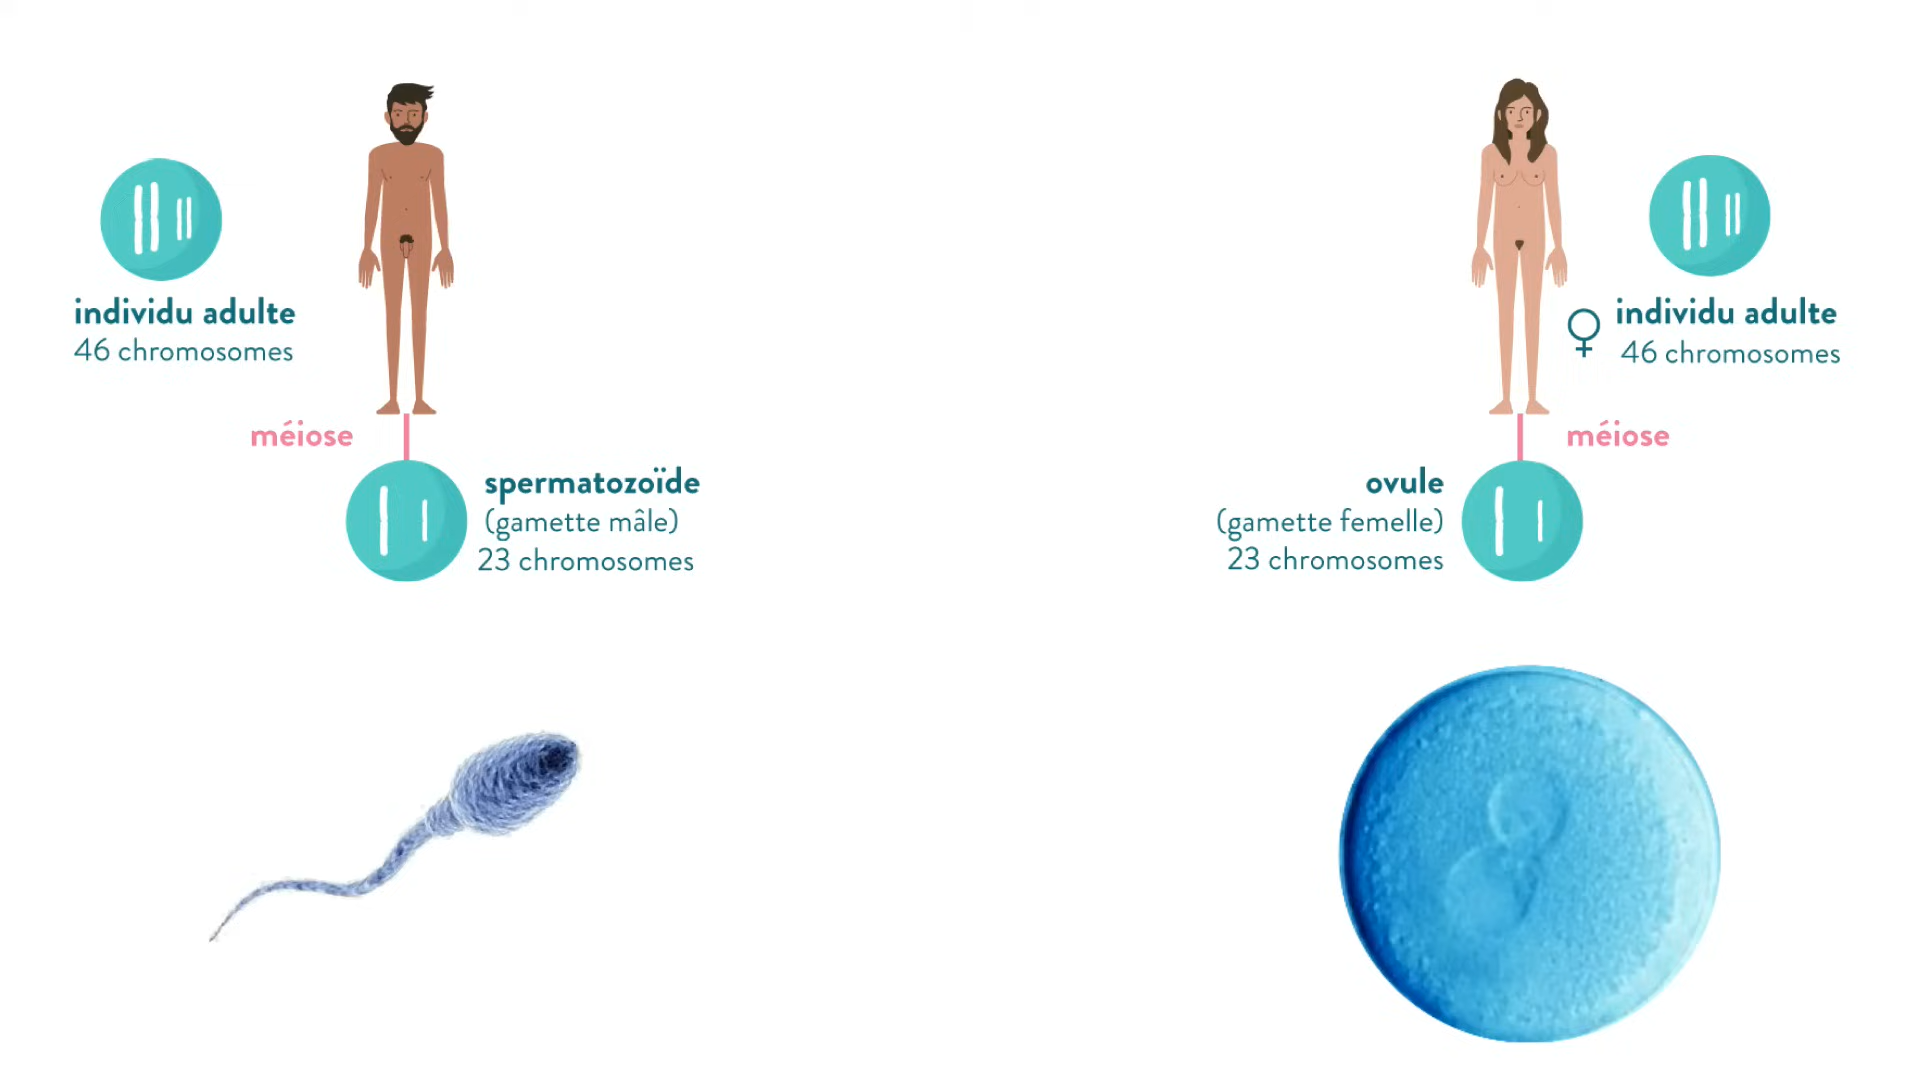 individu adulte
46 chromosomes
méiose
spermatozoïde
(gamette mâle)
23 chromosomes
♀ individu adulte
46 chromosomes
méiose
ovule
(gamette femelle)
23 chromosomes